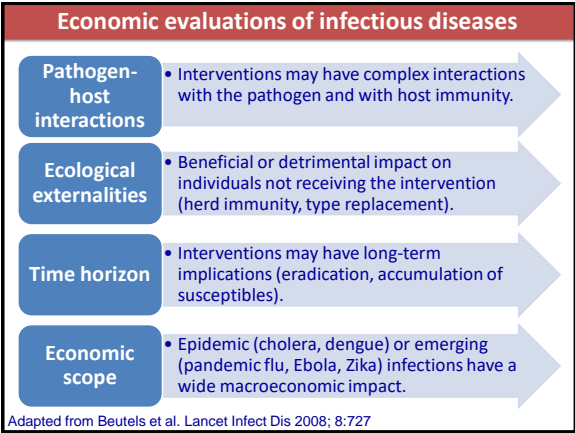 Economic evaluations of infectious diseases
Pathogen-
host
interactions
• Interventions may have complex interactions
with the pathogen and with host immunity.
Ecological
externalities
• Beneficial or detrimental impact on
individuals not receiving the intervention
(herd immunity, type replacement).
Time horizon
• Interventions may have long-term
implications (eradication, accumulation of
susceptibles).
Economic
scope
• Epidemic (cholera, dengue) or emerging
(pandemic flu, Ebola, Zika) infections have a
wide macroeconomic impact.
Adapted from Beutels et al. Lancet Infect Dis 2008; 8:727